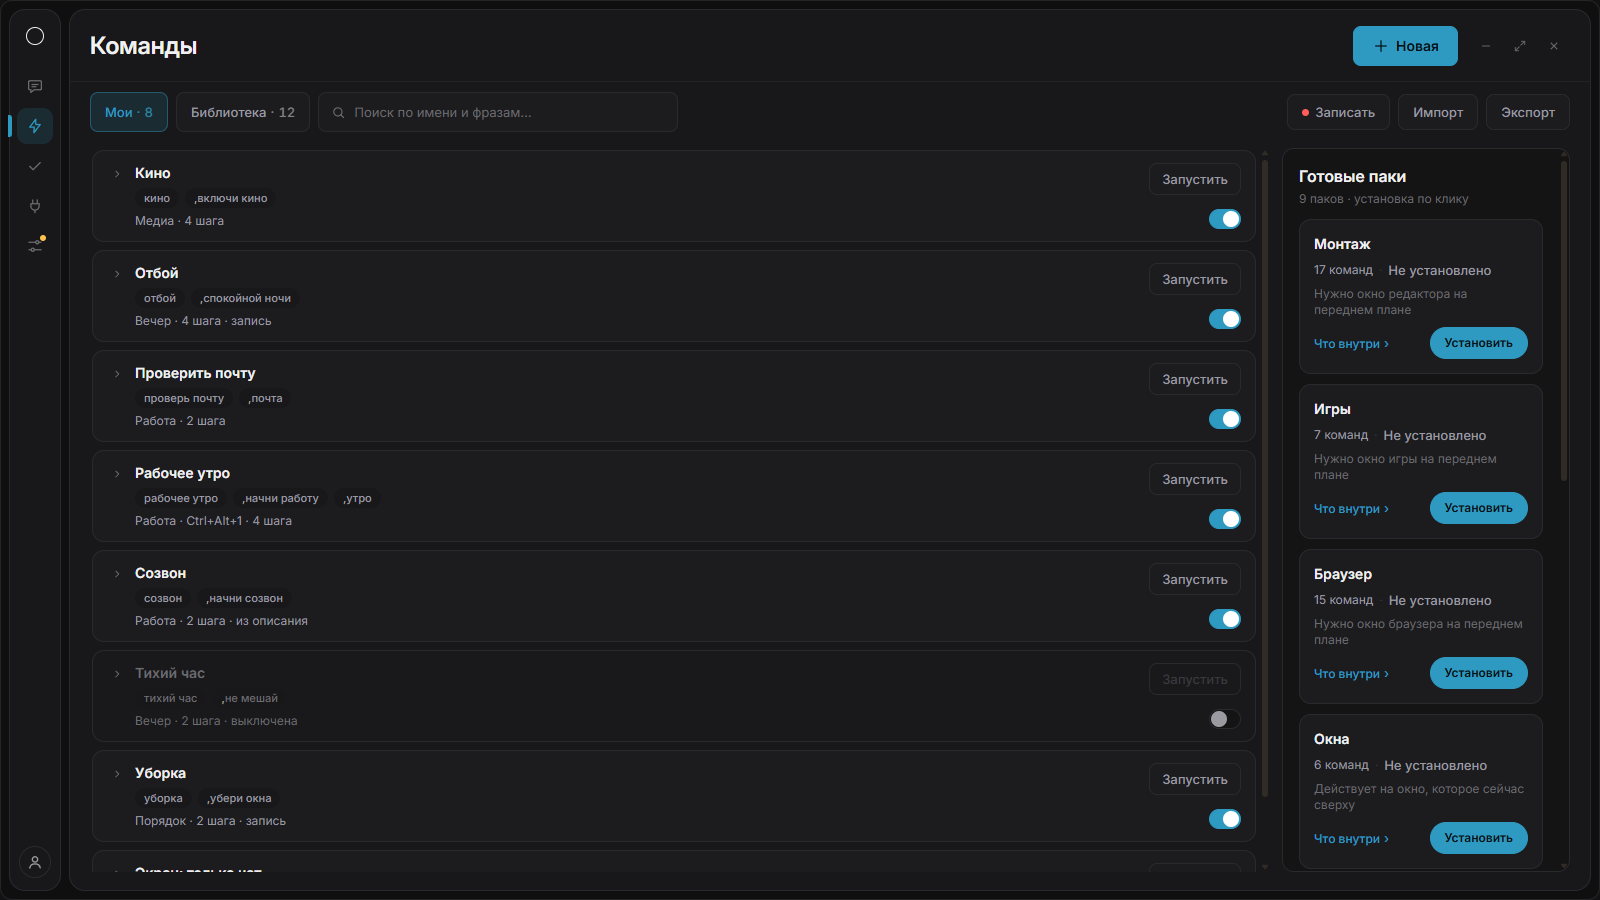 Команды
Новая
Мои · 8
Библиотека · 12
Поиск по имени и фразам...
Записать
Импорт
Экспорт
Кино
кино ,включи кино
Медиа · 4 шага
Запустить
Отбой
отбой ,спокойной ночи
Вечер · 4 шага · запись
Запустить
Проверить почту
проверь почту ,почта
Работа · 2 шага
Запустить
Рабочее утро
рабочее утро ,начни работу ,утро
Работа · Ctrl+Alt+1 · 4 шага
Запустить
Созвон
созвон ,начни созвон
Работа · 2 шага · из описания
Запустить
Тихий час
тихий час ,не мешай
Вечер · 2 шага · выключена
Запустить
Уборка
уборка ,убери окна
Порядок · 2 шага · запись
Запустить
Готовые паки
9 паков · установка по клику
Монтаж
17 команд · Не установлено
Нужно окно редактора на
переднем плане
Что внутри ›
Установить
Игры
7 команд · Не установлено
Нужно окно игры на переднем
плане
Что внутри ›
Установить
Браузер
15 команд · Не установлено
Нужно окно браузера на переднем
плане
Что внутри ›
Установить
Окна
6 команд · Не установлено
Действует на окно, которое сейчас
сверху
Что внутри ›
Установить